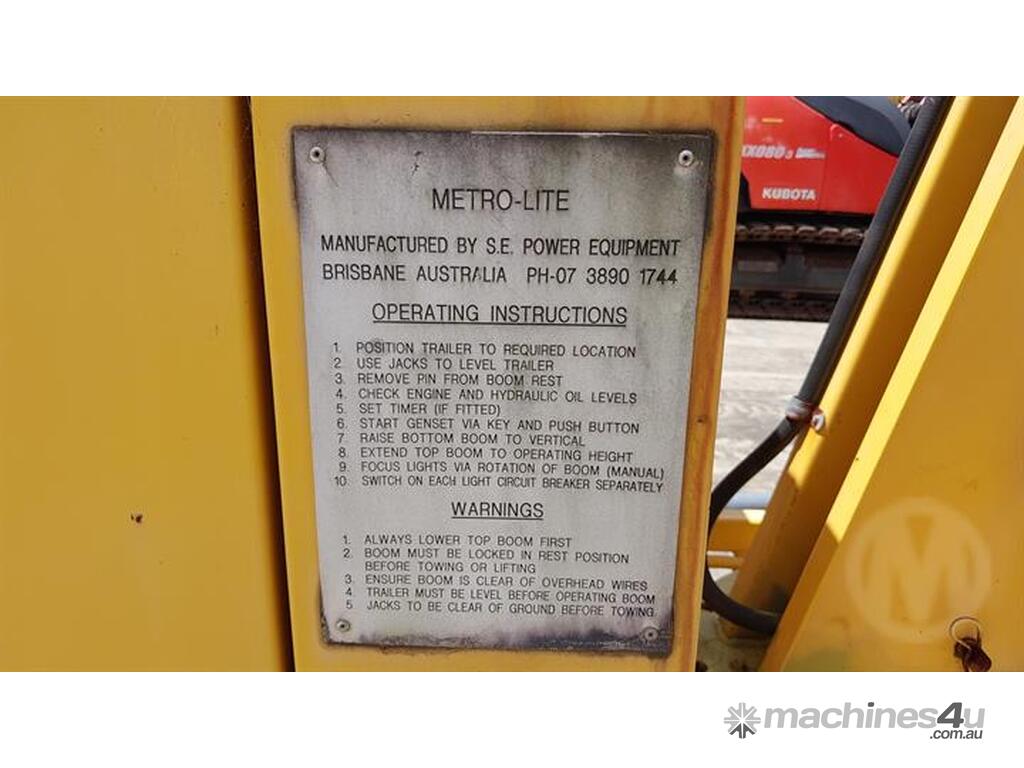 METRO-LITE
MANUFACTURED BY S.E. POWER EQUIPMENT
BRISBANE AUSTRALIA PH-07 3890 1744
OPERATING INSTRUCTIONS
1. POSITION TRAILER TO REQUIRED LOCATION
2. USE JACKS TO LEVEL TRAILER
3. REMOVE PIN FROM BOOM REST
4. CHECK ENGINE AND HYDRAULIC OIL LEVELS
5. SET TIMER (IF FITTED)
6. START GENSET VIA KEY AND PUSH BUTTON
7. RAISE BOTTOM BOOM TO VERTICAL
8. EXTEND TOP BOOM TO OPERATING HEIGHT
9. FOCUS LIGHTS VIA ROTATION OF BOOM (MANUAL)
10. SWITCH ON EACH LIGHT CIRCUIT BREAKER SEPARATELY
WARNINGS
1. ALWAYS LOWER TOP BOOM FIRST
2. BOOM MUST BE LOCKED IN REST POSITION
BEFORE TOWING OR LIFTING
3. ENSURE BOOM IS CLEAR OF OVERHEAD WIRES
4. TRAILER MUST BE LEVEL BEFORE OPERATING BOOM
5. JACKS TO BE CLEAR OF GROUND BEFORE TOWING
KUBOTA
M
machines4u
.com.au